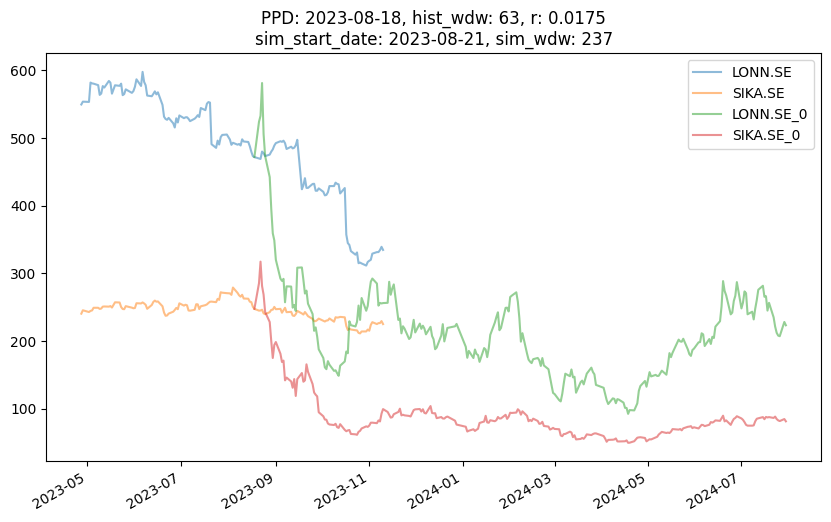 PPD: 2023-08-18, hist_wdw: 63, r: 0.0175
sim_start_date: 2023-08-21, sim_wdw: 237
LONN.SE
SIKA.SE
LONN.SE_0
SIKA.SE_0
600
500
400
300
200
100
2023-05
2023-07
2023-09
2023-11
2024-01
2024-03
2024-05
2024-07